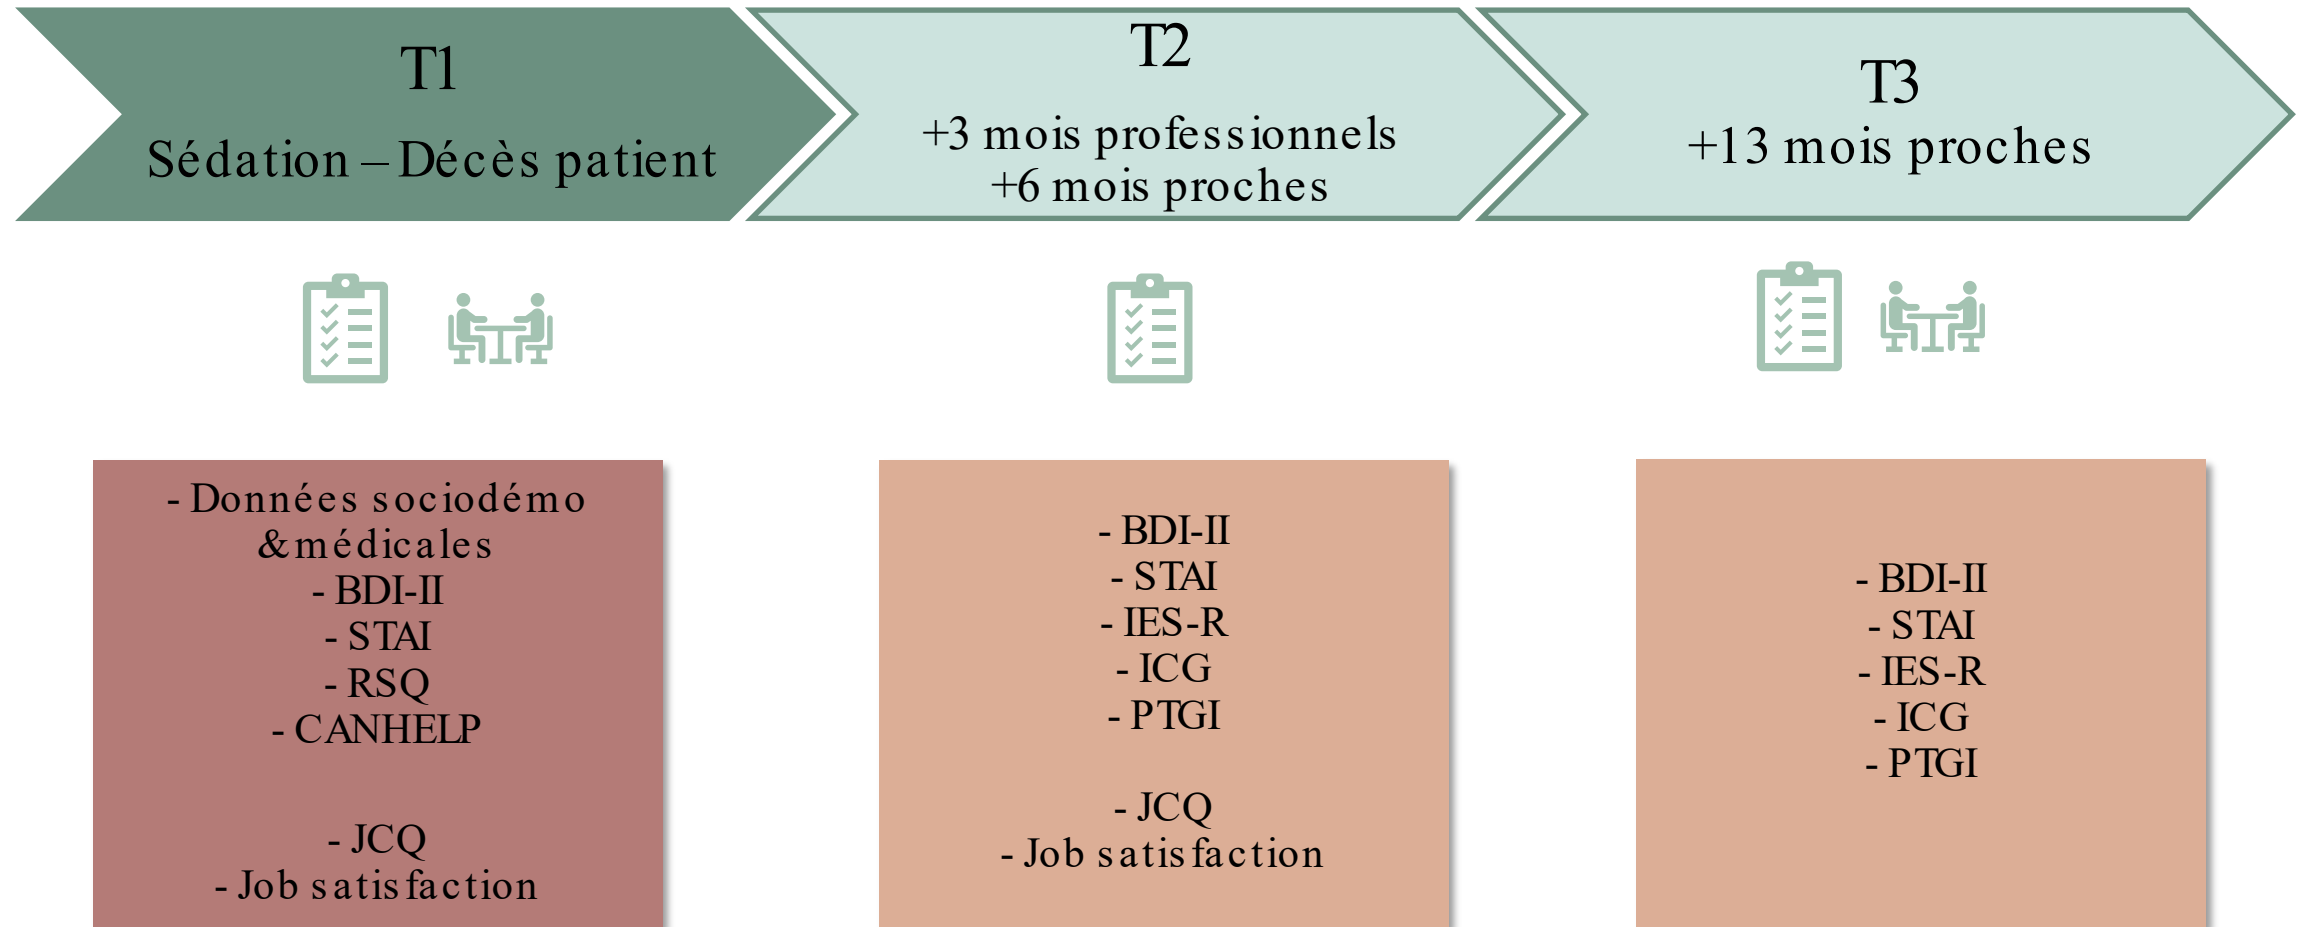 T1
Sédation – Décès patient
T2
+3 mois professionnels
+6 mois proches
T3
+13 mois proches
- Données sociodémo
& médicales
- BDI-II
- STAI
- RSQ
- CANHELP
- JCQ
- Job satisfaction
- BDI-II
- STAI
- IES-R
- ICG
- PTGI
- JCQ
- Job satisfaction
- BDI-II
- STAI
- IES-R
- ICG
- PTGI